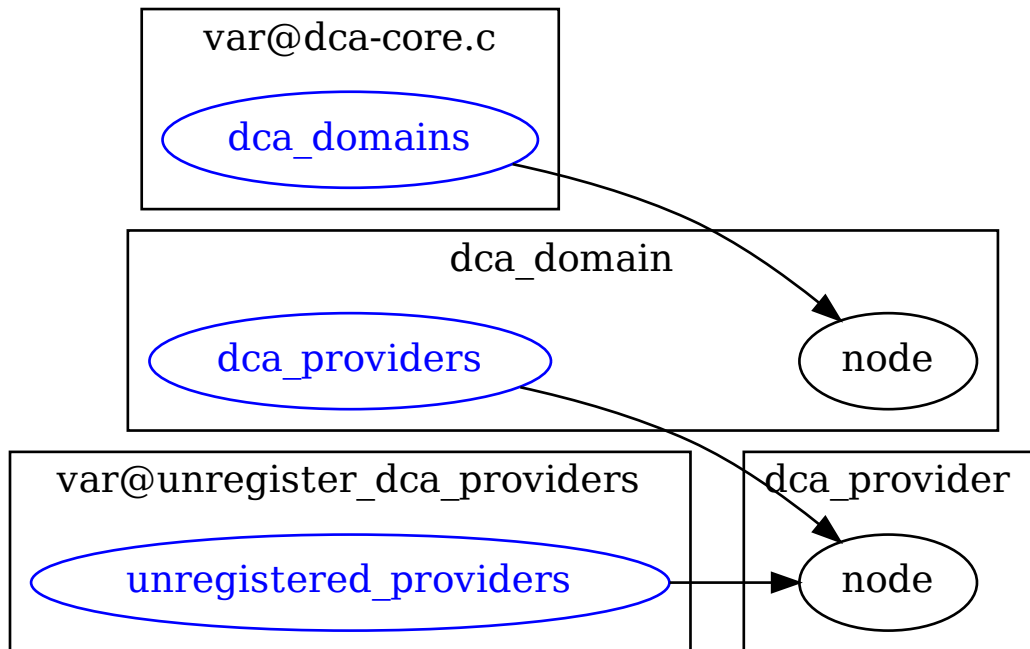 var@dca-core.c
dca_domains
dca_domain
dca_providers
node
var@unregister_dca_providers
dca_provider
unregistered_providers
node